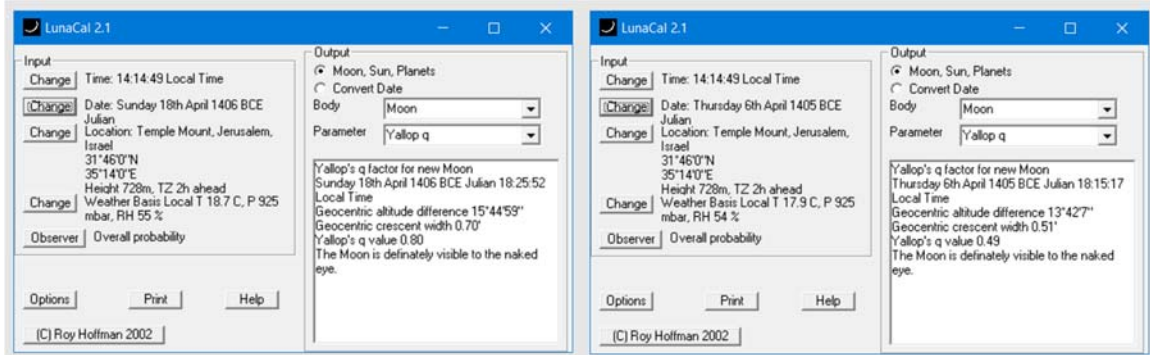 LunaCal 2.1
Input
Change Time: 14:14:49 Local Time
Change Date: Sunday 18th April 1406 BCE
Julian
Change Location: Temple Mount, Jerusalem,
Israel
31°46'0"N
35°14'0"E
Height 728m, TZ 2h ahead
Change Weather Basis Local T 18.7 C, P 925
mbar, RH 55 %
Observer Overall probability
Options Print Help
(C) Roy Hoffman 2002
Output
Moon, Sun, Planets
Convert Date
Body Moon
Parameter Yallop q
Yallop's q factor for new Moon
Sunday 18th April 1406 BCE Julian 18:25:52
Local Time
Geocentric altitude difference 15°44'59"
Geocentric crescent width 0.70'
Yallop's q value 0.80
The Moon is definately visible to the naked
eye.
LunaCal 2.1
Input
Change Time: 14:14:49 Local Time
Change Date: Thursday 6th April 1405 BCE
Julian
Change Location: Temple Mount, Jerusalem,
Israel
31°46'0"N
35°14'0"E
Height 728m, TZ 2h ahead
Change Weather Basis Local T 17.9 C, P 925
mbar, RH 54 %
Observer Overall probability
Options Print Help
(C) Roy Hoffman 2002
Output
Moon, Sun, Planets
Convert Date
Body Moon
Parameter Yallop q
Yallop's q factor for new Moon
Thursday 6th April 1405 BCE Julian 18:15:17
Local Time
Geocentric altitude difference 13°42'7"
Geocentric crescent width 0.51'
Yallop's q value 0.49
The Moon is definately visible to the naked
eye.